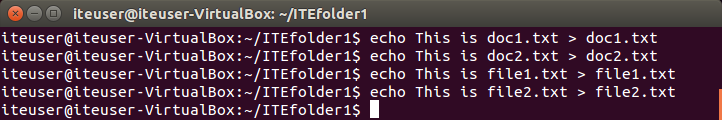 iteuser@iteuser-VirtualBox: ~/ITEfolder1
iteuser@iteuser-VirtualBox:~/ITEfolder1$ echo This is doc1.txt > doc1.txt
iteuser@iteuser-VirtualBox:~/ITEfolder1$ echo This is doc2.txt > doc2.txt
iteuser@iteuser-VirtualBox:~/ITEfolder1$ echo This is file1.txt > file1.txt
iteuser@iteuser-VirtualBox:~/ITEfolder1$ echo This is file2.txt > file2.txt
iteuser@iteuser-VirtualBox:~/ITEfolder1$